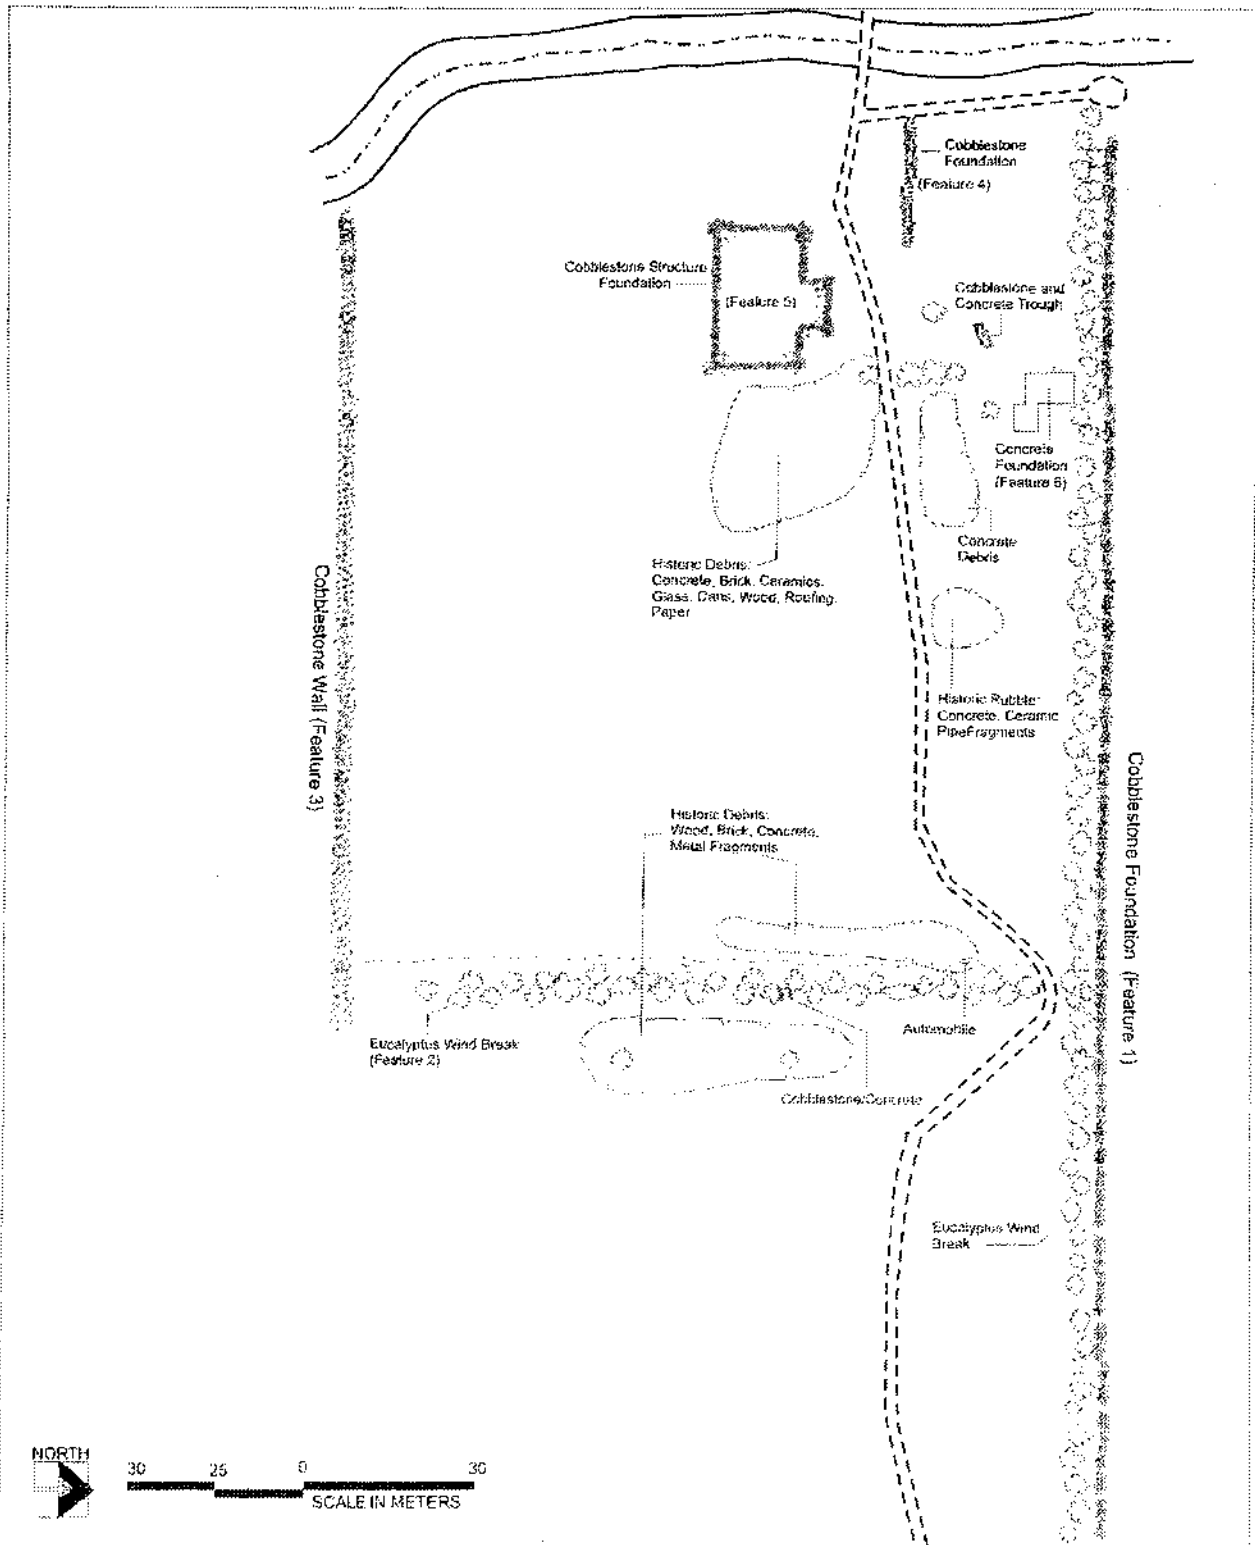 Cobblestone
Foundation
(Feature 4)
Cobblestone Structure
Foundation
(Feature 5)
Cobblestone and
Concrete Trough
Concrete
Foundation
(Feature 6)
Concrete
Debris
Historic Debris:
Concrete, Brick, Ceramics,
Glass, Cans, Wood, Roofing,
Paper
Cobblestone Wall (Feature 3)
Historic Rubble:
Concrete, Ceramic
PipeFragments
Cobblestone Foundation (Feature 1)
Historic Debris:
Wood, Brick, Concrete,
Metal Fragments
Automobile
Eucalyptus Wind Break
(Feature 2)
Cobblestone/Concrete
Eucalyptus Wind
Break
NORTH
30 25 0 30
SCALE IN METERS